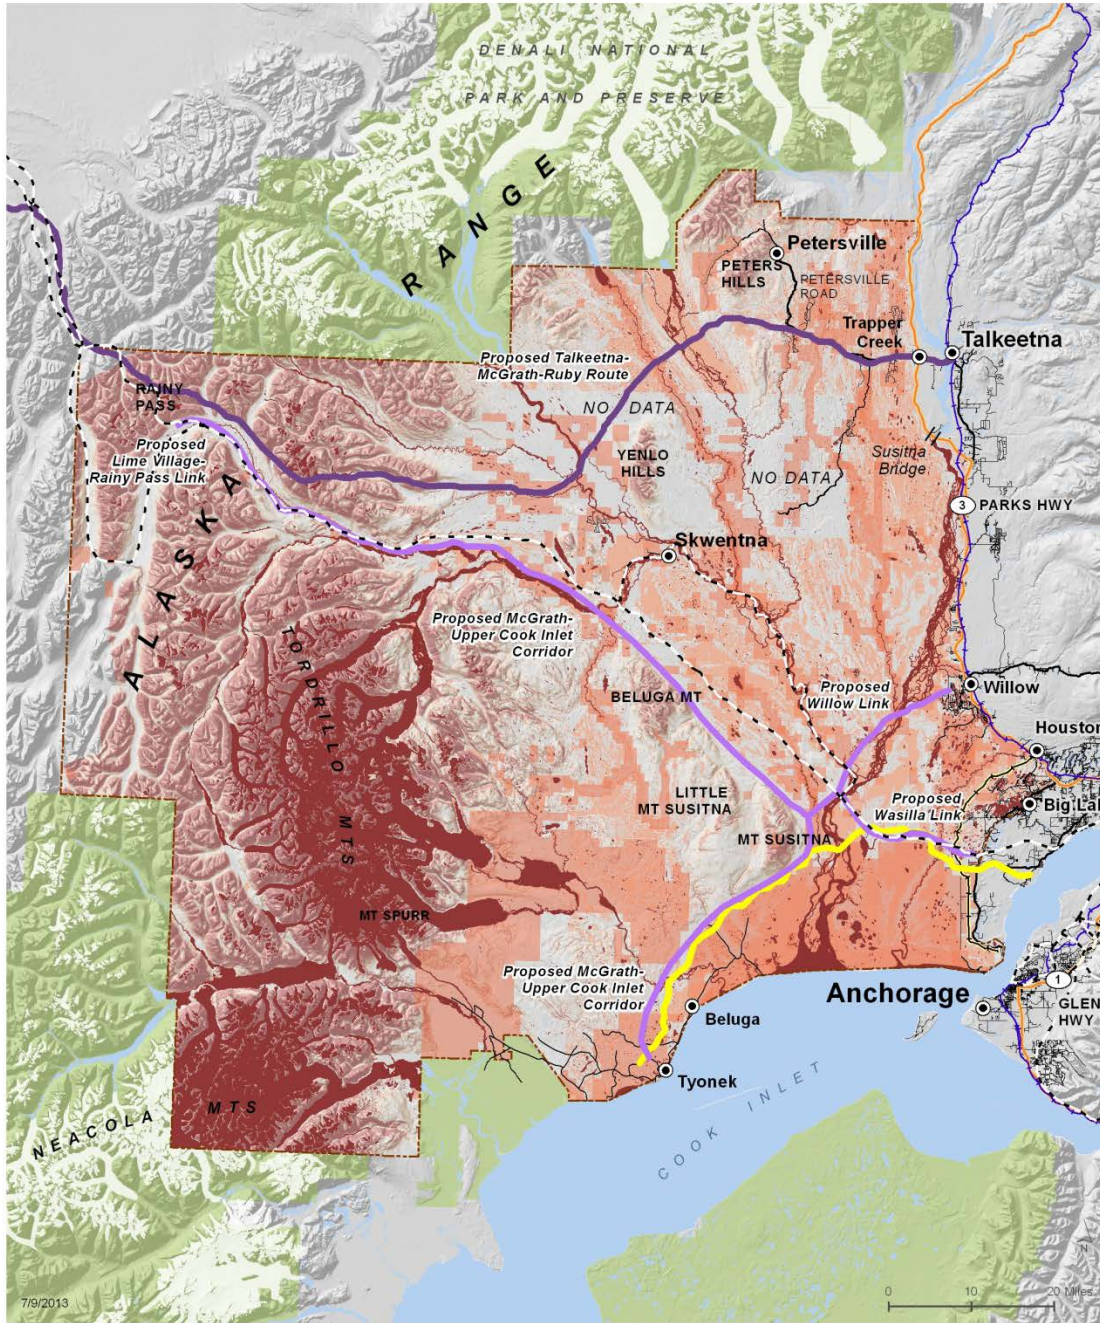 DENALI NATIONAL
PARK AND PRESERVE
RANGE
Petersville
PETERS
HILLS
PETERSVILLE
ROAD
Trapper
Creek
Talkeetna
Proposed Talkeetna-
McGrath-Ruby Route
RAINY
PASS
NO DATA
Proposed
Lime Village-
Rainy Pass Link
YENLO
HILLS
NO DATA
Susitna
Bridge
3
PARKS HWY
ALASKA
Skwentna
Proposed McGrath-
Upper Cook Inlet
Corridor
TORDRILLO
MTS
BELUGA MT
Proposed
Willow Link
Willow
Houston
LITTLE
MT SUSITNA
Proposed
Wasilla Link
Big Lak
MT SUSITNA
MT SPURR
Proposed McGrath-
Upper Cook Inlet
Corridor
Anchorage
1
GLEN
HWY
Beluga
Tyonek
COOK INLET
NEACOLA
MTS
7/9/2013
0 10 20 Miles